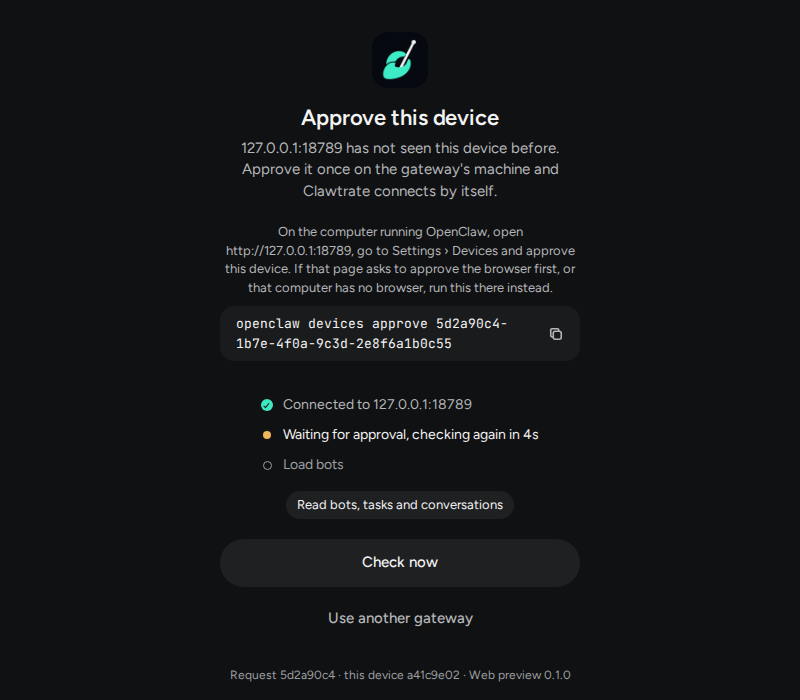 Approve this device
127.0.0.1:18789 has not seen this device before.
Approve it once on the gateway's machine and
Clawtrate connects by itself.
On the computer running OpenClaw, open
http://127.0.0.1:18789, go to Settings › Devices and approve
this device. If that page asks to approve the browser first, or
that computer has no browser, run this there instead.
openclaw devices approve 5d2a90c4-
1b7e-4f0a-9c3d-2e8f6a1b0c55
Connected to 127.0.0.1:18789
Waiting for approval, checking again in 4s
Load bots
Read bots, tasks and conversations
Check now
Use another gateway
Request 5d2a90c4 · this device a41c9e02 · Web preview 0.1.0